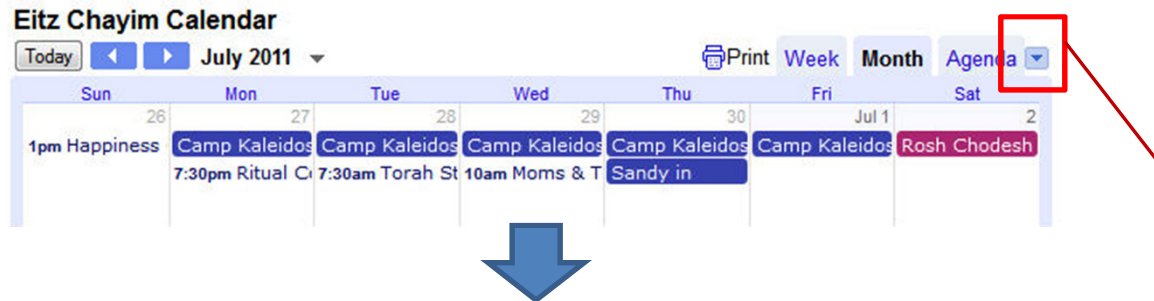 Eitz Chayim Calendar
Today July 2011 Print Week Month Agenda
Sun Mon Tue Wed Thu Fri Sat
26 27 28 29 30 Jul 1 2
1pm Happiness Camp Kaleidos Camp Kaleidos Camp Kaleidos Camp Kaleidos Camp Kaleidos Rosh Chodesh
7:30pm Ritual C 7:30am Torah St 10am Moms & T Sandy in